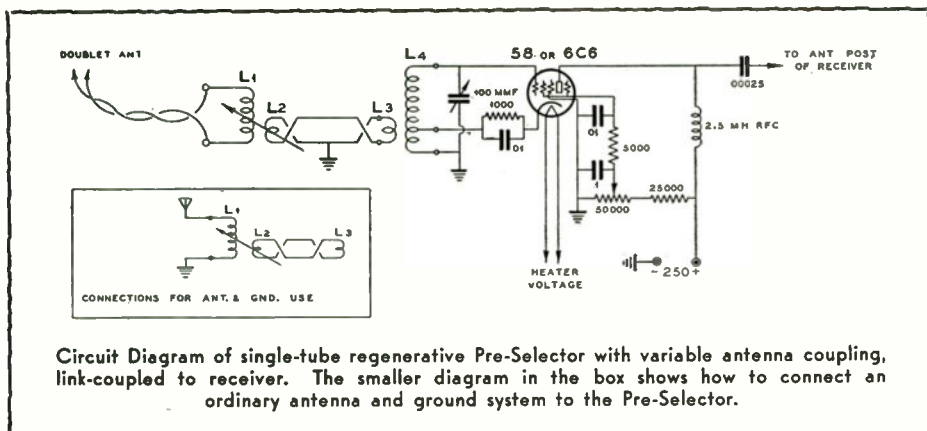 DOUBLET ANT
L1
L2
L3
L4
100 MMF
1000
01
58 OR 6C6
01
5000
1
50000
25000
00025
TO ANT POST
OF RECEIVER
2.5 MH RFC
- 250 +
HEATER
VOLTAGE
L1
L2
L3
CONNECTIONS FOR ANT. & GND. USE
Circuit Diagram of single-tube regenerative Pre-Selector with variable antenna coupling,
link-coupled to receiver. The smaller diagram in the box shows how to connect an
ordinary antenna and ground system to the Pre-Selector.